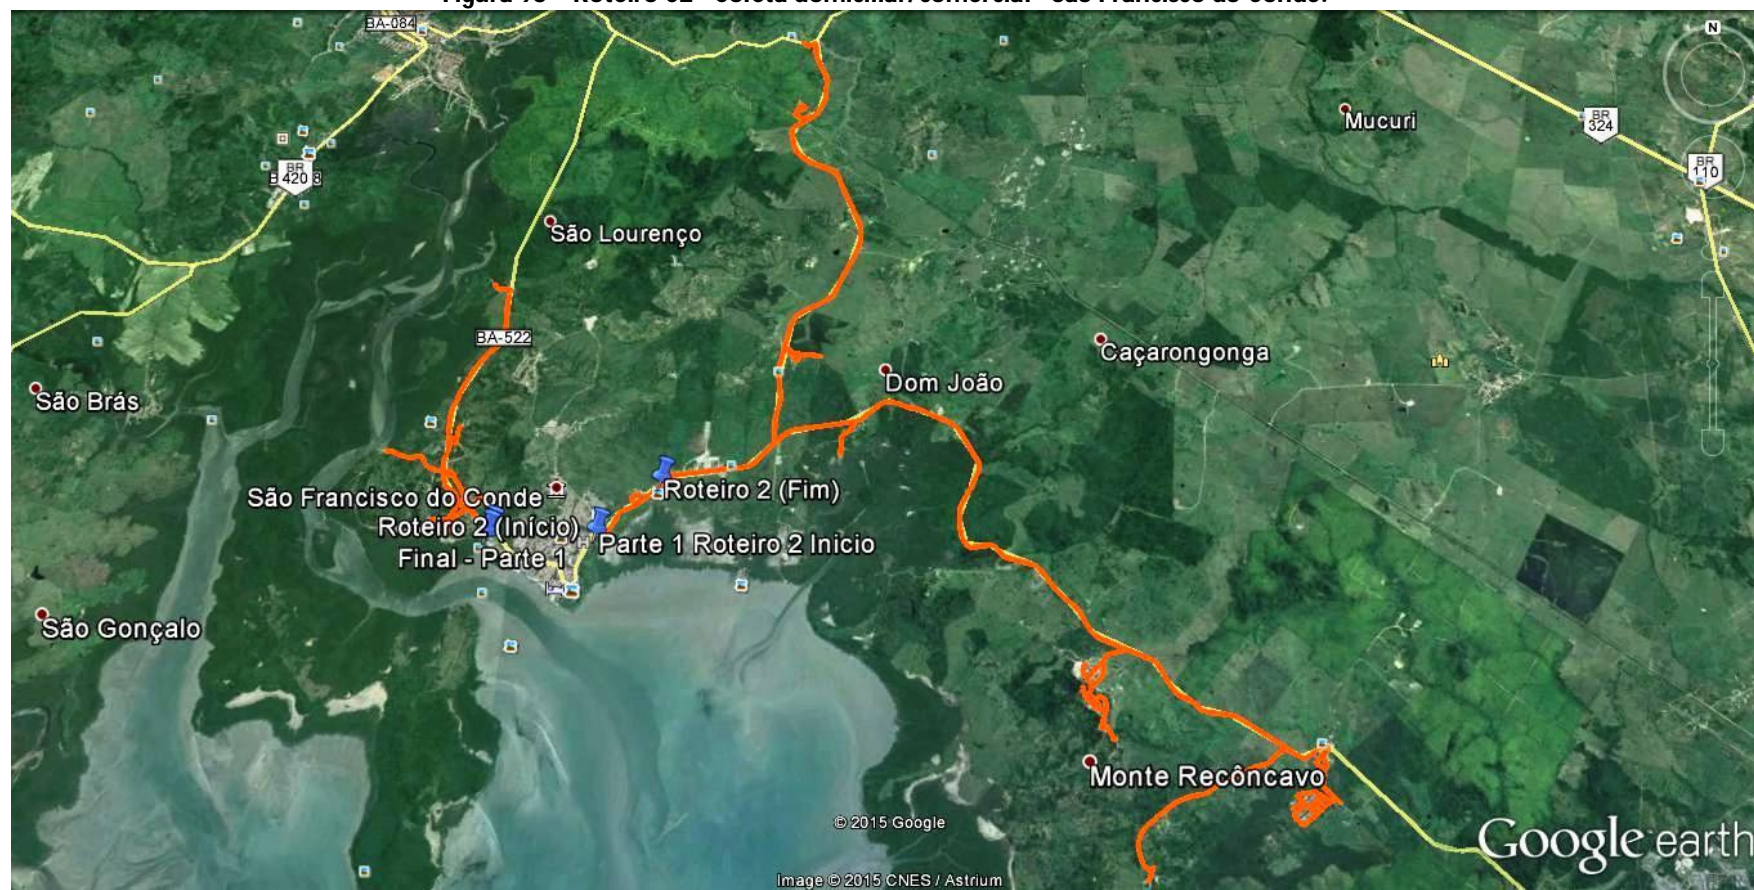 BA-084
N
Mucuri
BR
324
BR
110
BR
420
São Lourenço
BA-522
Caçarongonga
Dom João
São Brás
Roteiro 2 (Fim)
São Francisco do Conde
Roteiro 2 (Início)
Parte 1 Roteiro 2 Inicio
Final - Parte 1
São Gonçalo
Monte Recôncavo
© 2015 Google
Google earth
Image © 2015 CNES / Astrium